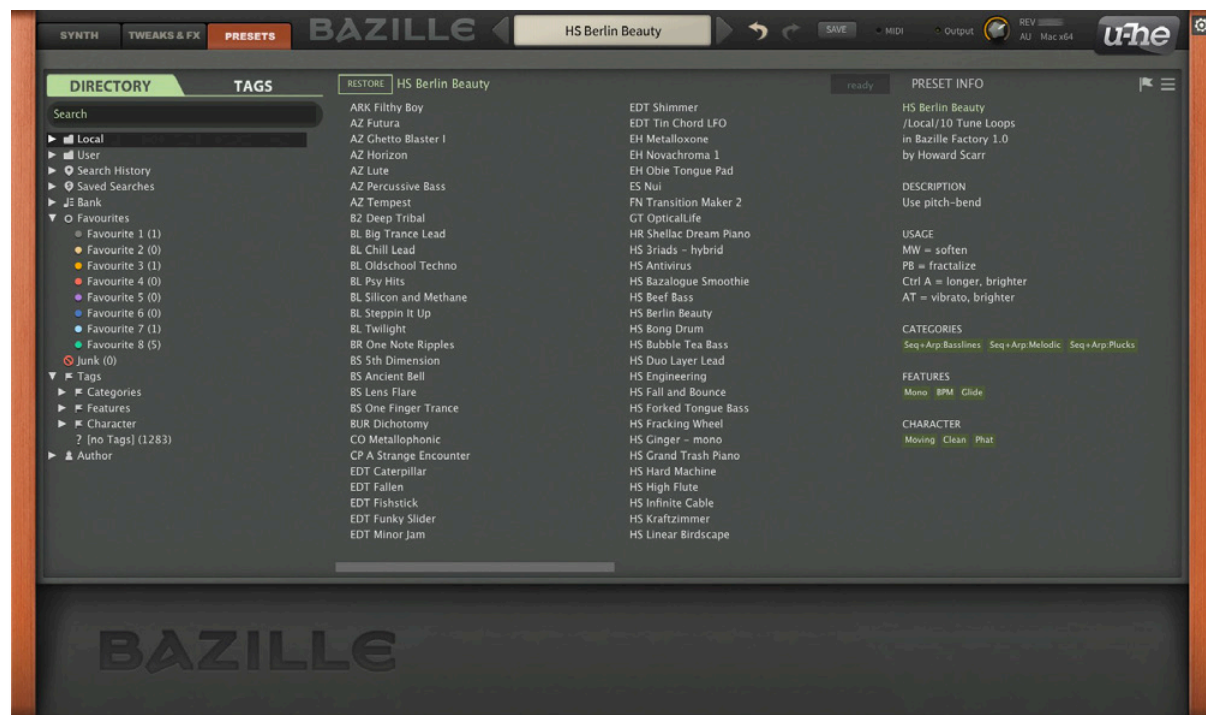 SYNTH TWEAKS & FX PRESETS BAZILLE HS Berlin Beauty SAVE MIDI Output REV
AU Mac x64 u-he
DIRECTORY TAGS
Search
Local
User
Search History
Saved Searches
Bank
Favourites
Favourite 1 (1)
Favourite 2 (0)
Favourite 3 (1)
Favourite 4 (0)
Favourite 5 (0)
Favourite 6 (0)
Favourite 7 (1)
Favourite 8 (5)
Junk (0)
Tags
Categories
Features
Character
? [no Tags] (1283)
Author
RESTORE HS Berlin Beauty ready
ARK Filthy Boy
AZ Futura
AZ Ghetto Blaster I
AZ Horizon
AZ Lute
AZ Percussive Bass
AZ Tempest
B2 Deep Tribal
BL Big Trance Lead
BL Chill Lead
BL Oldschool Techno
BL Psy Hits
BL Silicon and Methane
BL Steppin It Up
BL Twilight
BR One Note Ripples
BS 5th Dimension
BS Ancient Bell
BS Lens Flare
BS One Finger Trance
BUR Dichotomy
CO Metallophonic
CP A Strange Encounter
EDT Caterpillar
EDT Fallen
EDT Fishstick
EDT Funky Slider
EDT Minor Jam
EDT Shimmer
EDT Tin Chord LFO
EH Metalloxone
EH Novachroma 1
EH Obie Tongue Pad
ES Nui
FN Transition Maker 2
GT OpticalLife
HR Shellac Dream Piano
HS 3riads - hybrid
HS Antivirus
HS Bazalogue Smoothie
HS Beef Bass
HS Berlin Beauty
HS Bong Drum
HS Bubble Tea Bass
HS Duo Layer Lead
HS Engineering
HS Fall and Bounce
HS Forked Tongue Bass
HS Fracking Wheel
HS Ginger - mono
HS Grand Trash Piano
HS Hard Machine
HS High Flute
HS Infinite Cable
HS Kraftzimmer
HS Linear Birdscape
PRESET INFO
HS Berlin Beauty
/Local/10 Tune Loops
in Bazille Factory 1.0
by Howard Scarr
DESCRIPTION
Use pitch-bend
USAGE
MW = soften
PB = fractalize
Ctrl A = longer, brighter
AT = vibrato, brighter
CATEGORIES
Seq+Arp:Basslines Seq+Arp:Melodic Seq+Arp:Plucks
FEATURES
Mono BPM Glide
CHARACTER
Moving Clean Phat
BAZILLE